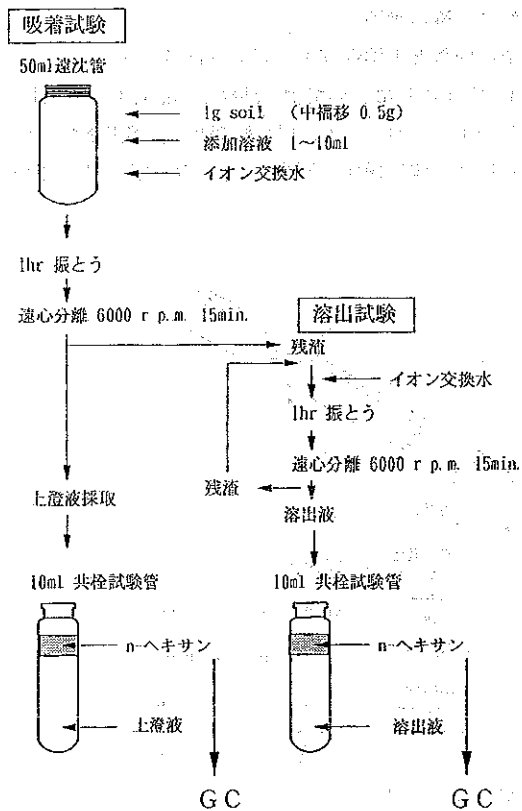 吸着試験
50ml遠沈管
1g soil （中福移 0.5g）
添加溶液 1～10ml
イオン交換水
1hr 振とう
遠心分離 6000 r p.m. 15min.
上澄液採取
10ml 共栓試験管
n-ヘキサン
上澄液
GC
溶出試験
残渣
イオン交換水
1hr 振とう
遠心分離 6000 r p.m. 15min.
残渣
溶出液
10ml 共栓試験管
n-ヘキサン
溶出液
GC